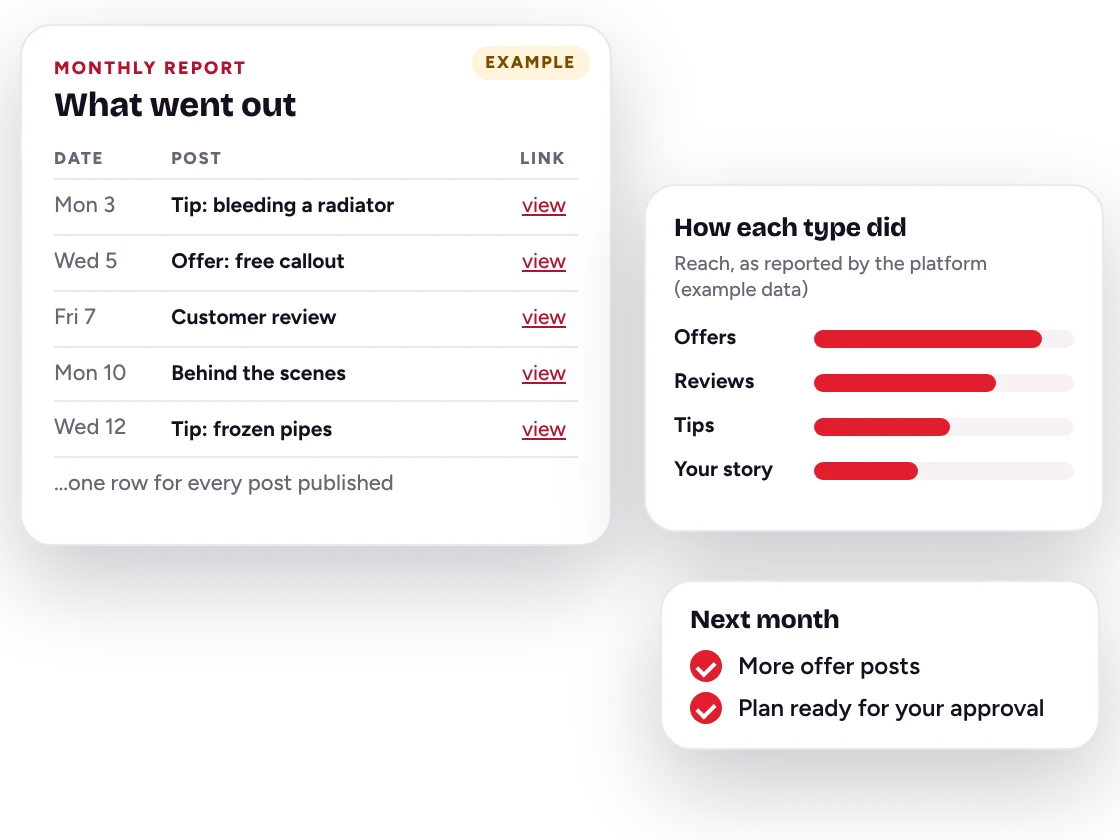 MONTHLY REPORT
EXAMPLE
What went out
DATE POST LINK
Mon 3 Tip: bleeding a radiator view
Wed 5 Offer: free callout view
Fri 7 Customer review view
Mon 10 Behind the scenes view
Wed 12 Tip: frozen pipes view
...one row for every post published
How each type did
Reach, as reported by the platform
(example data)
Offers
Reviews
Tips
Your story
Next month
More offer posts
Plan ready for your approval